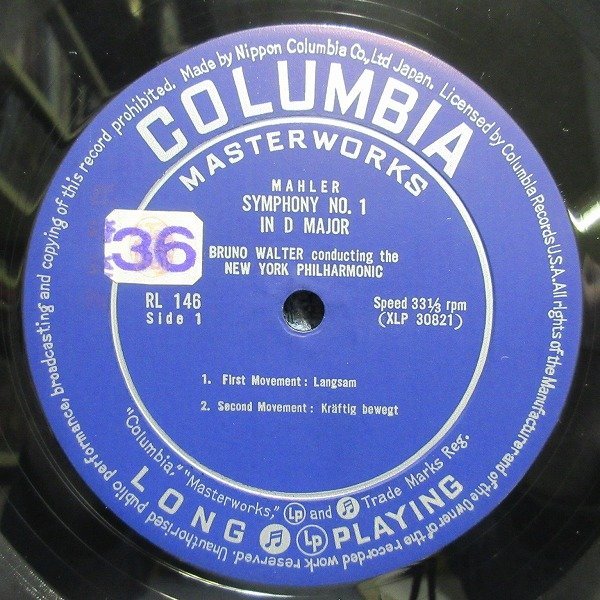 Made by Nippon Columbia Co., Ltd Japan. Licensed by Columbia Records U.S.A. All rights of the Manufacturer and of the Owner of the recorded work reserved. Unauthorised public performance, broadcasting and copying of this record prohibited.
COLUMBIA
MASTERWORKS
MAHLER
SYMPHONY NO. 1
IN D MAJOR
36
BRUNO WALTER conducting the
NEW YORK PHILHARMONIC
RL 146
Speed 33⅓ rpm
Side 1
(XLP 30821)
1. First Movement : Langsam
2. Second Movement : Kräftig bewegt
"Columbia," "Masterworks," Lp and Trade Marks Reg.
LONG Lp PLAYING